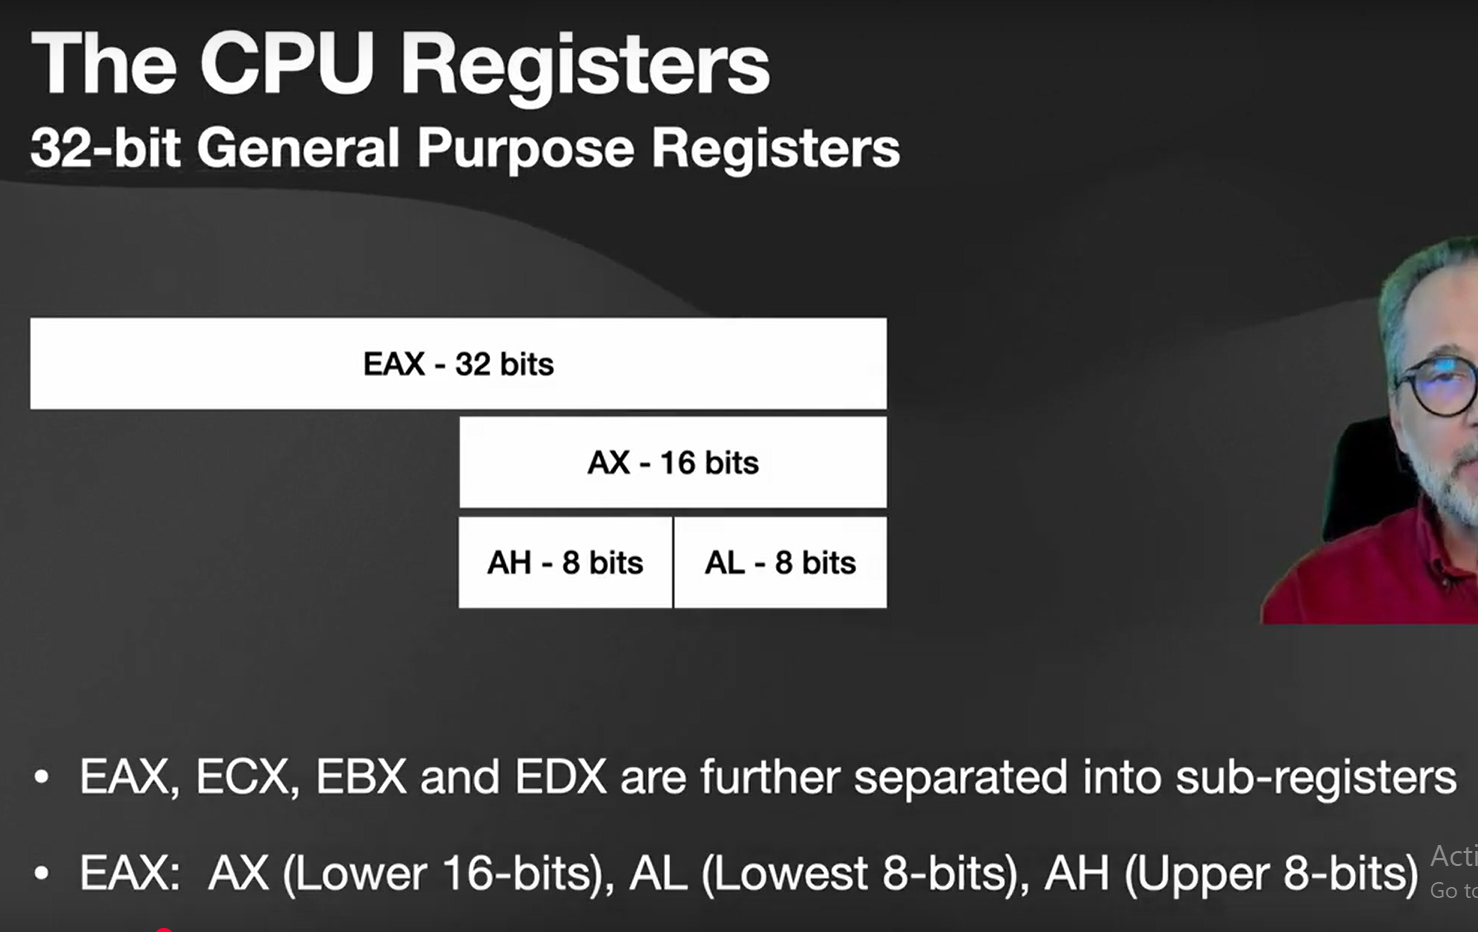 The CPU Registers
32-bit General Purpose Registers
EAX - 32 bits
AX - 16 bits
AH - 8 bits
AL - 8 bits
• EAX, ECX, EBX and EDX are further separated into sub-registers
• EAX: AX (Lower 16-bits), AL (Lowest 8-bits), AH (Upper 8-bits)
Go